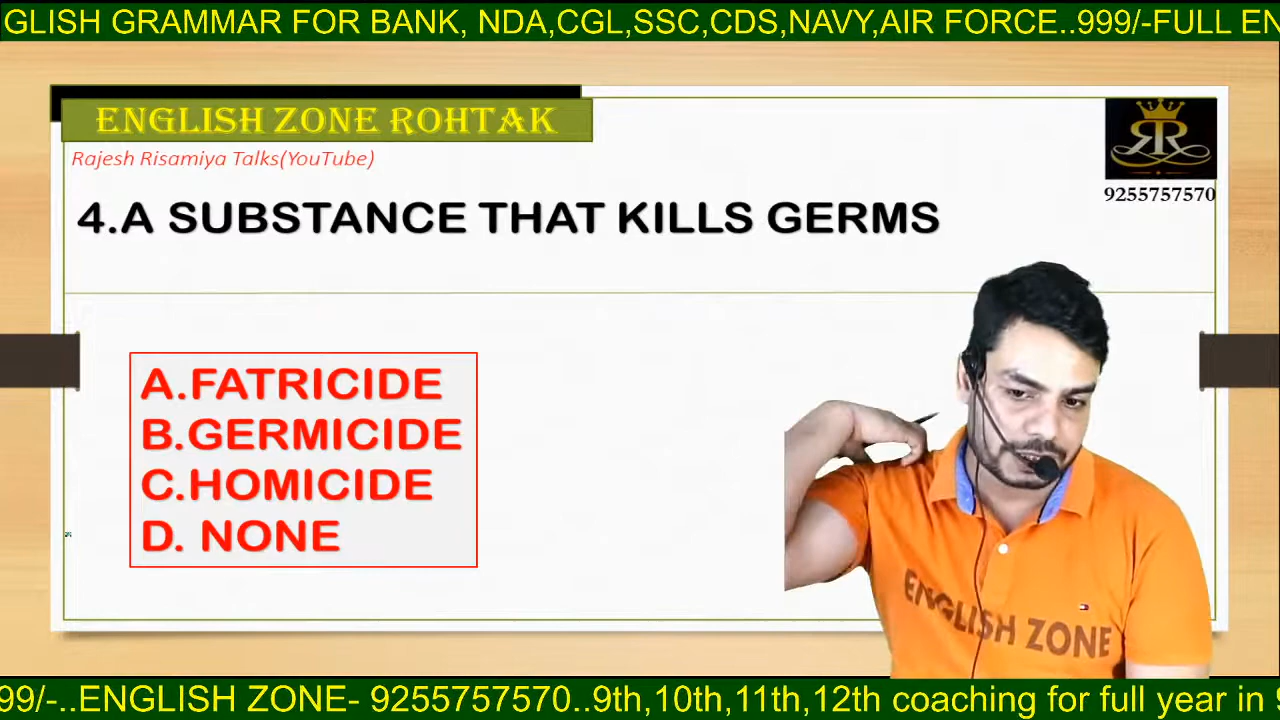 GLISH GRAMMAR FOR BANK, NDA,CGL,SSC,CDS,NAVY,AIR FORCE..999/-FULL EN
ENGLISH ZONE ROHTAK
Rajesh Risamiya Talks(YouTube)
RR
9255757570
4.A SUBSTANCE THAT KILLS GERMS
A.FATRICIDE
B.GERMICIDE
C.HOMICIDE
D. NONE
ENGLISH ZONE
99/-..ENGLISH ZONE- 9255757570..9th,10th,11th,12th coaching for full year in